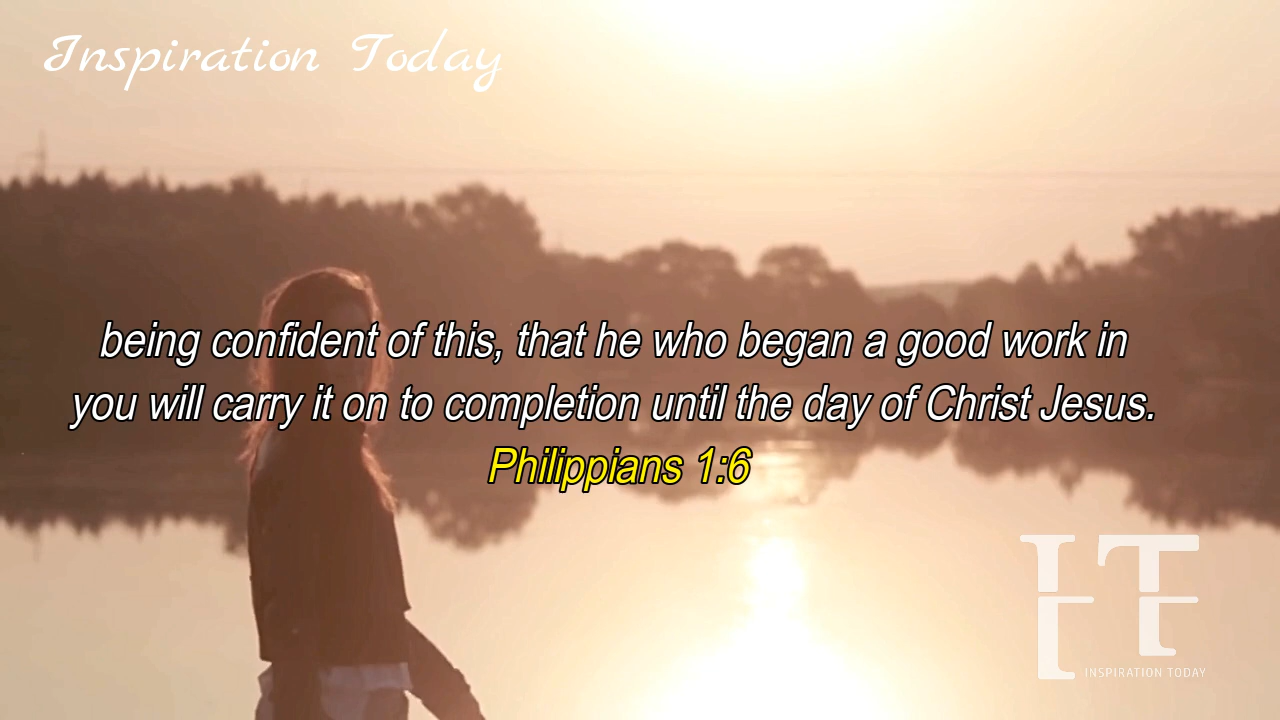 Inspiration Today
being confident of this, that he who began a good work in
you will carry it on to completion until the day of Christ Jesus.
Philippians 1:6
IT
INSPIRATION TODAY